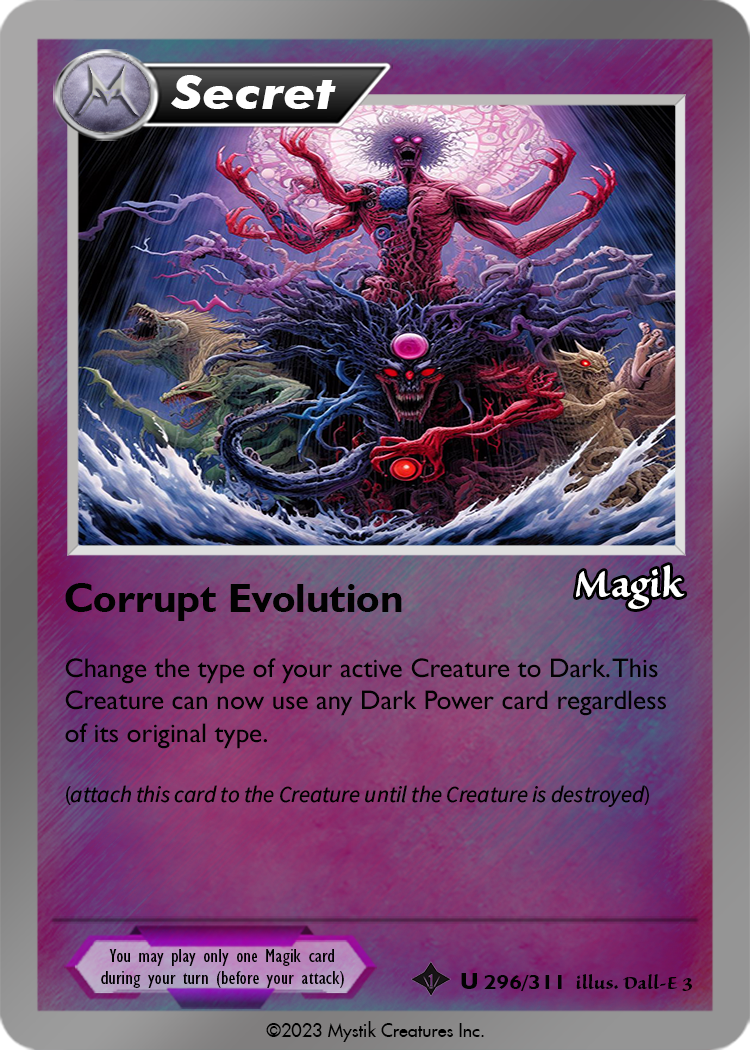 Secret
Corrupt Evolution
Magik
Change the type of your active Creature to Dark. This
Creature can now use any Dark Power card regardless
of its original type.
(attach this card to the Creature until the Creature is destroyed)
You may play only one Magik card
during your turn (before your attack)
1 U 296/311 illus. Dall-E 3
©2023 Mystik Creatures Inc.